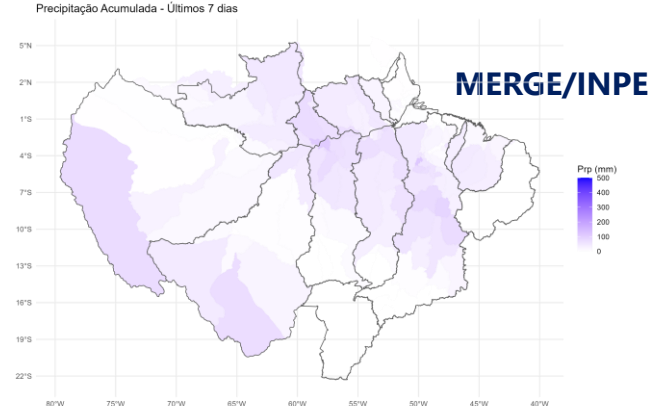 Precipitação Acumulada - Últimos 7 dias
MERGE/INPE
5°N
2°N
1°S
4°S
7°S
10°S
13°S
16°S
19°S
22°S
80°W 75°W 70°W 65°W 60°W 55°W 50°W 45°W 40°W
Prp (mm)
500
400
300
200
100
0